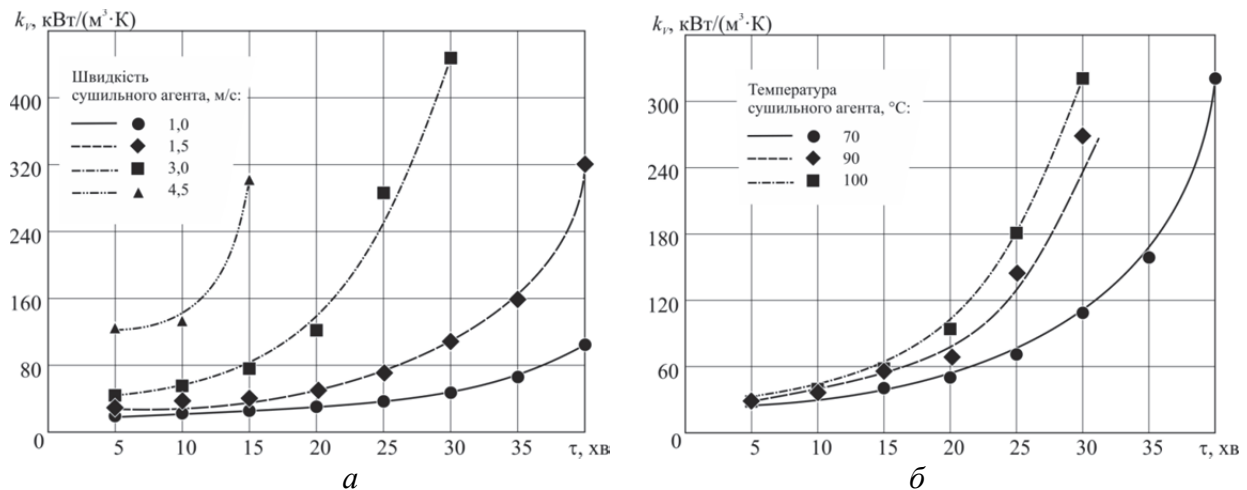 k_V, кВт/(м³·К)
Швидкість
сушильного агента, м/с:
1,0
1,5
3,0
4,5
400
320
240
160
80
0
5 10 15 20 25 30 35 τ, хв
а
k_V, кВт/(м³·К)
Температура
сушильного агента, °С:
70
90
100
300
240
180
120
60
0
5 10 15 20 25 30 35 τ, хв
б